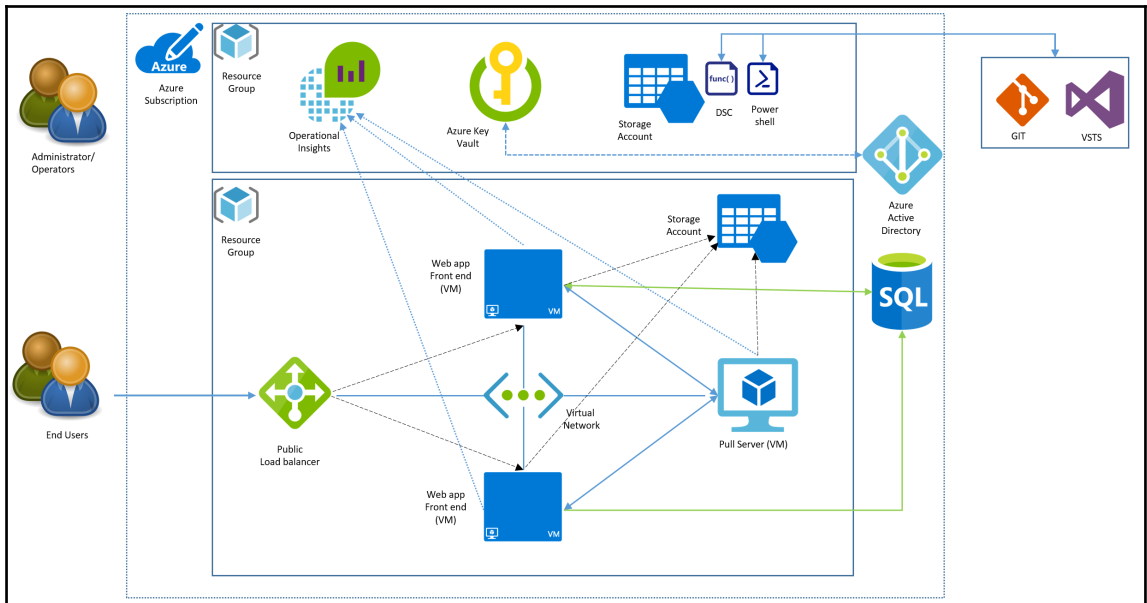 Azure
Azure
Subscription
Resource
Group
Operational
Insights
Azure Key
Vault
Storage
Account
func( )
DSC
Power
shell
GIT
VSTS
Administrator/
Operators
Azure
Active
Directory
Resource
Group
Storage
Account
Web app
Front end
(VM)
VM
SQL
End Users
Public
Load balancer
Virtual
Network
Pull Server (VM)
Web app
Front end
(VM)
VM